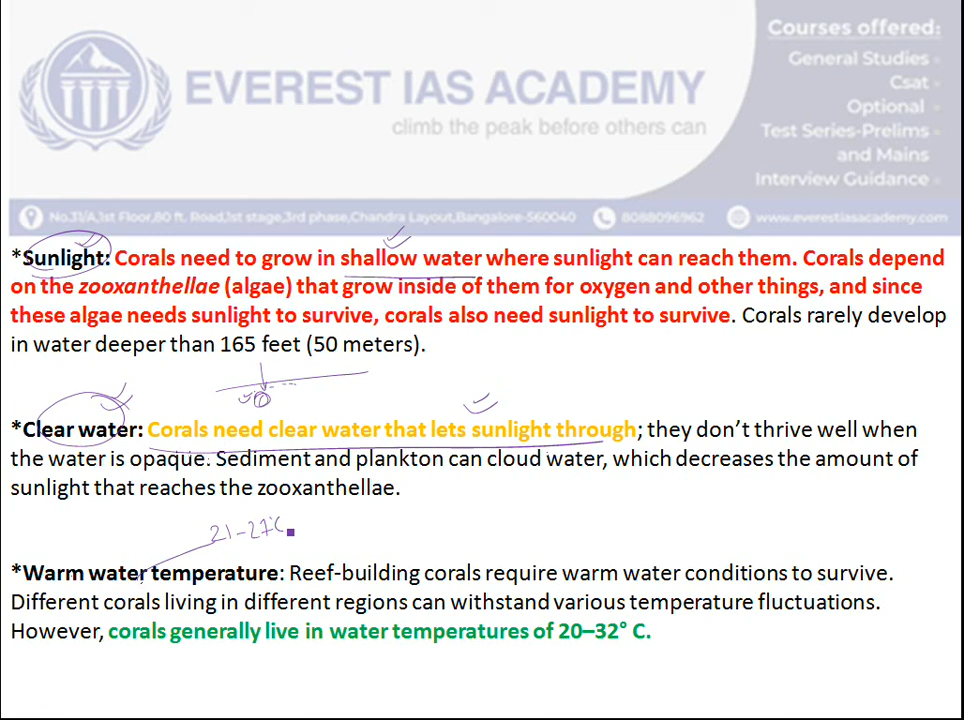 Courses offered:
General Studies -
EVEREST IAS ACADEMY
Csat -
Optional -
climb the peak before others can
Test Series-Prelims -
and Mains
Interview Guidance -
No.31/A,1st Floor,80 ft. Road,1st stage,3rd phase,Chandra Layout,Bangalore-560040 8088096962 www.everestiasacademy.com
*Sunlight: Corals need to grow in shallow water where sunlight can reach them. Corals depend
on the zooxanthellae (algae) that grow inside of them for oxygen and other things, and since
these algae needs sunlight to survive, corals also need sunlight to survive. Corals rarely develop
in water deeper than 165 feet (50 meters).
*Clear water: Corals need clear water that lets sunlight through; they don’t thrive well when
the water is opaque. Sediment and plankton can cloud water, which decreases the amount of
sunlight that reaches the zooxanthellae.
21-27°C
*Warm water temperature: Reef-building corals require warm water conditions to survive.
Different corals living in different regions can withstand various temperature fluctuations.
However, corals generally live in water temperatures of 20–32° C.